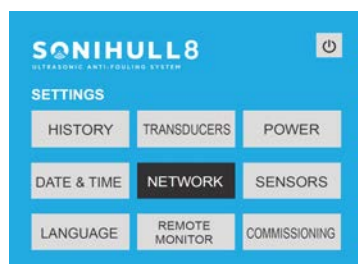 SONIHULL8
ULTRASONIC ANTI-FOULING SYSTEM
SETTINGS
HISTORY
TRANSDUCERS
POWER
DATE & TIME
NETWORK
SENSORS
LANGUAGE
REMOTE
MONITOR
COMMISSIONING